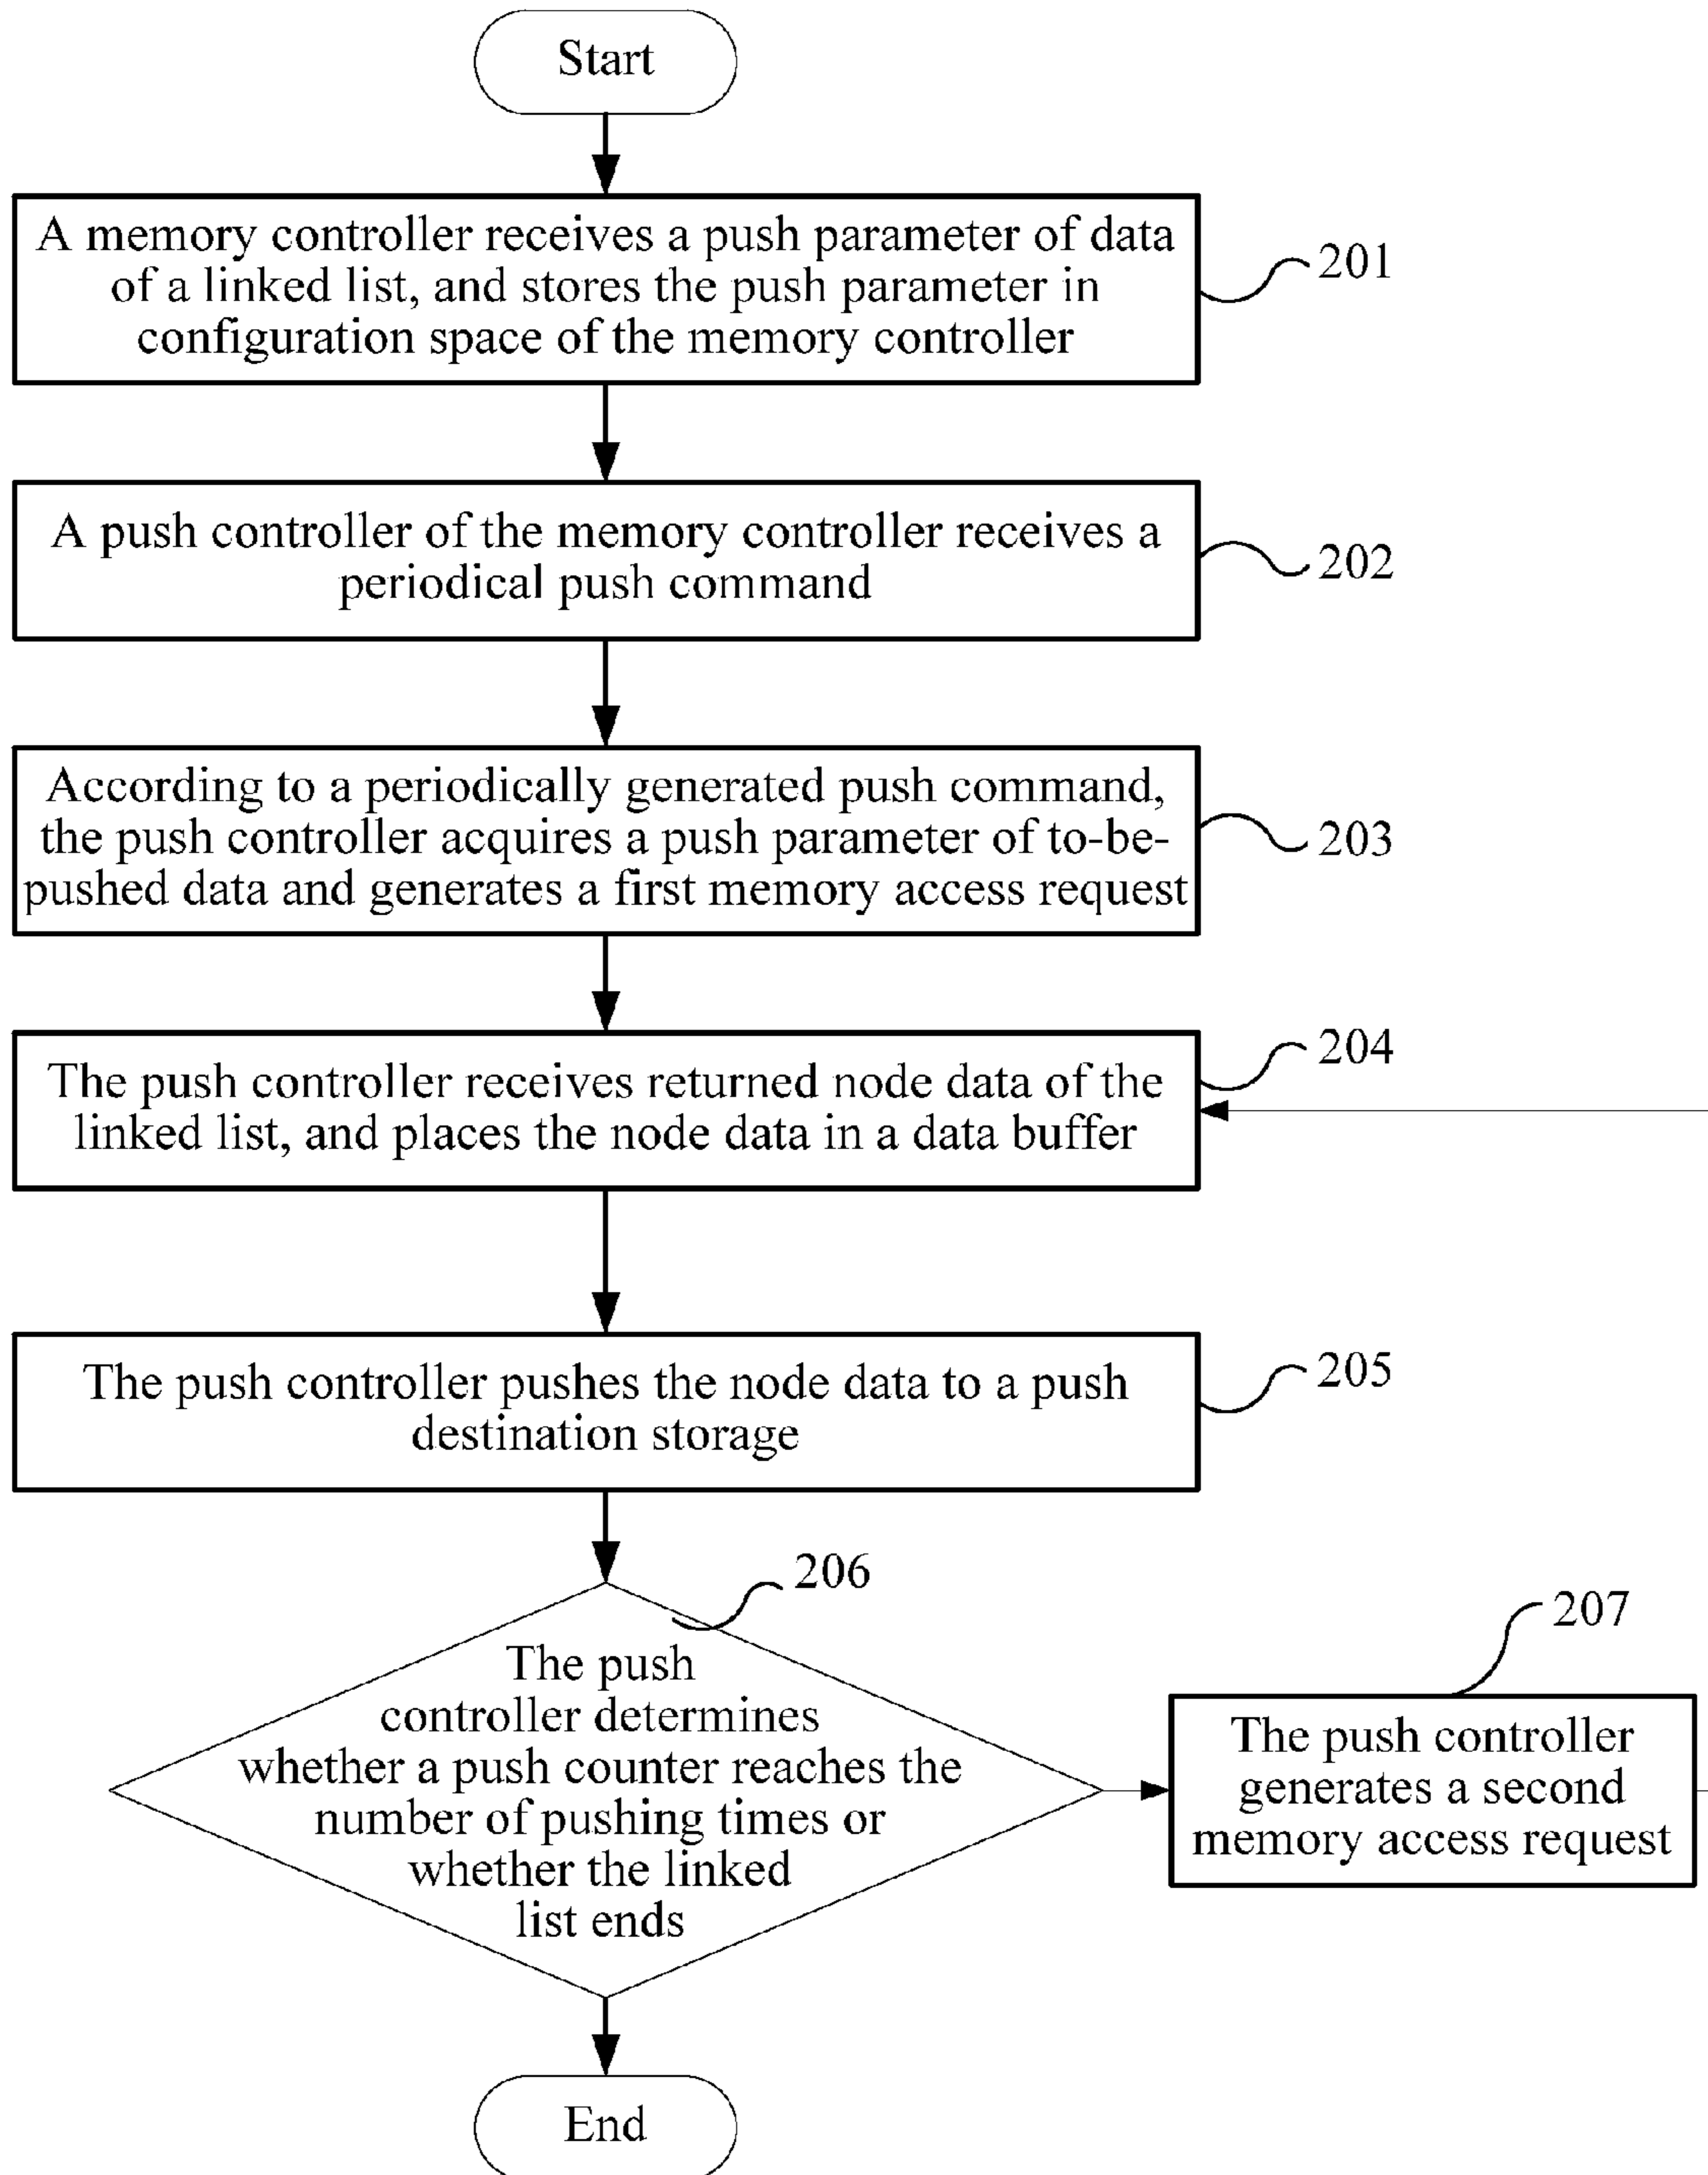 Start
A memory controller receives a push parameter of data
of a linked list, and stores the push parameter in
configuration space of the memory controller
201
A push controller of the memory controller receives a
periodical push command
202
According to a periodically generated push command,
the push controller acquires a push parameter of to-be-
pushed data and generates a first memory access request
203
The push controller receives returned node data of the
linked list, and places the node data in a data buffer
204
The push controller pushes the node data to a push
destination storage
205
206
The push
controller determines
whether a push counter reaches the
number of pushing times or
whether the linked
list ends
207
The push controller
generates a second
memory access request
End